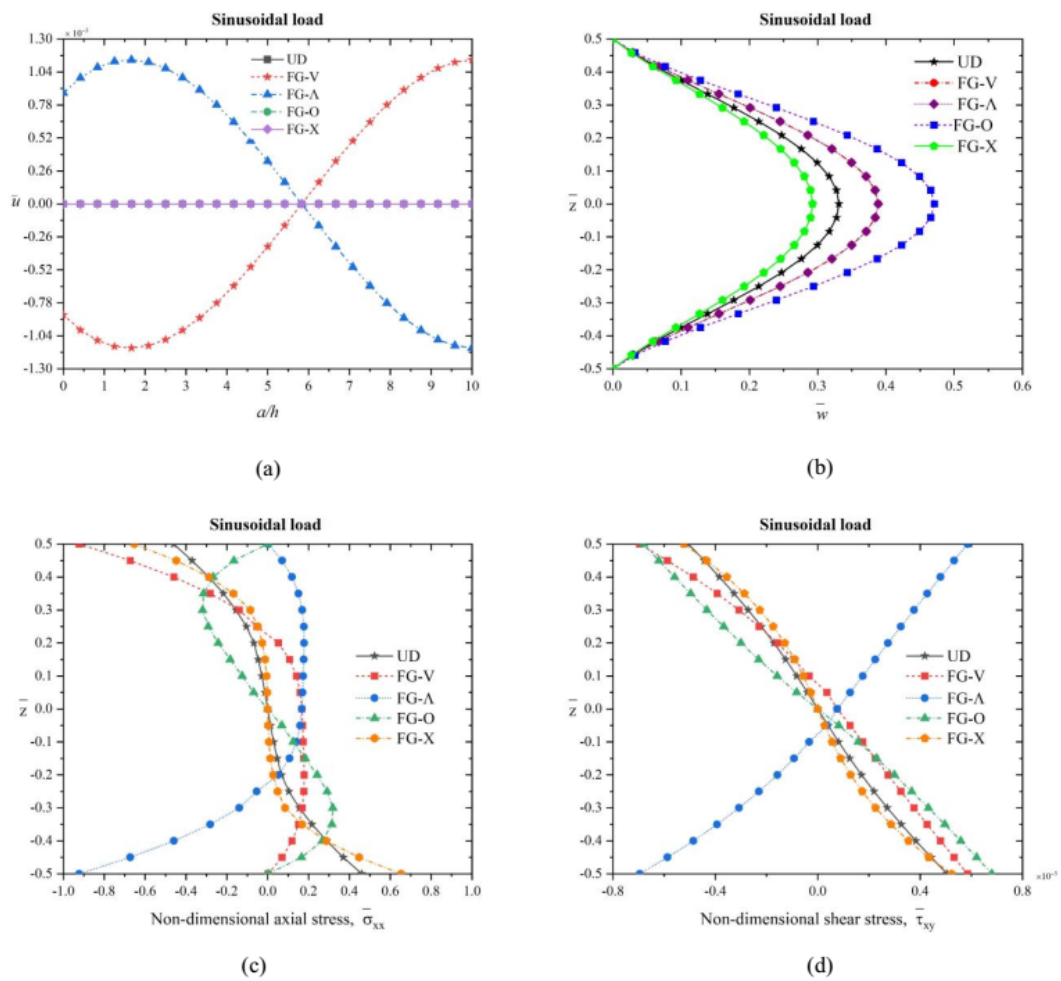 Sinusoidal load
×10⁻³
1.30
1.04
0.78
0.52
0.26
0.00
-0.26
-0.52
-0.78
-1.04
-1.30
u̅
UD
FG-V
FG-Λ
FG-O
FG-X
0 1 2 3 4 5 6 7 8 9 10
a/h
(a)
Sinusoidal load
0.5
0.4
0.3
0.2
0.1
0.0
-0.1
-0.2
-0.3
-0.4
-0.5
z̅
UD
FG-V
FG-Λ
FG-O
FG-X
0.0 0.1 0.2 0.3 0.4 0.5 0.6
w̅
(b)
Sinusoidal load
0.5
0.4
0.3
0.2
0.1
0.0
-0.1
-0.2
-0.3
-0.4
-0.5
z̅
UD
FG-V
FG-Λ
FG-O
FG-X
-1.0 -0.8 -0.6 -0.4 -0.2 0.0 0.2 0.4 0.6 0.8 1.0
Non-dimensional axial stress, σ̅xx
(c)
Sinusoidal load
0.5
0.4
0.3
0.2
0.1
0.0
-0.1
-0.2
-0.3
-0.4
-0.5
z̅
UD
FG-V
FG-Λ
FG-O
FG-X
-0.8 -0.4 0.0 0.4 0.8
Non-dimensional shear stress, τ̅xy
(d)